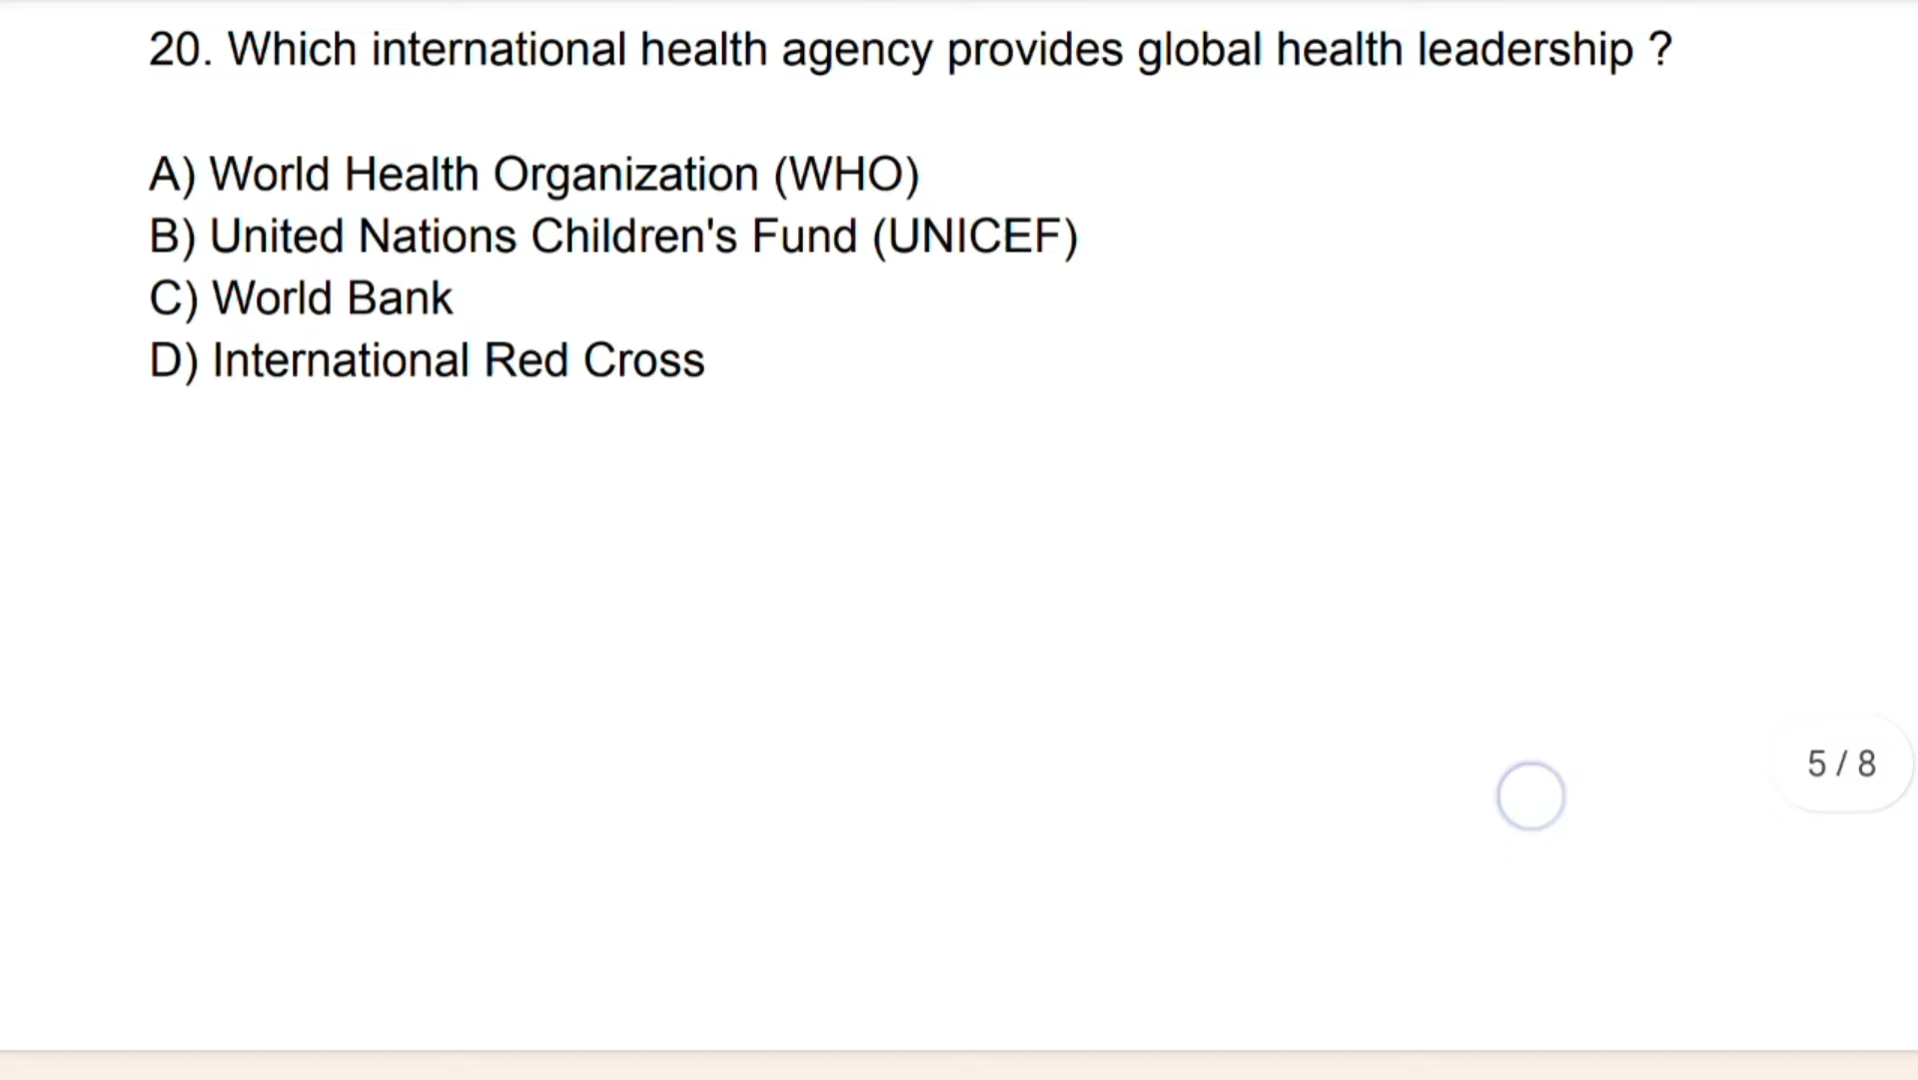 20. Which international health agency provides global health leadership ?
A) World Health Organization (WHO)
B) United Nations Children's Fund (UNICEF)
C) World Bank
D) International Red Cross
5 / 8